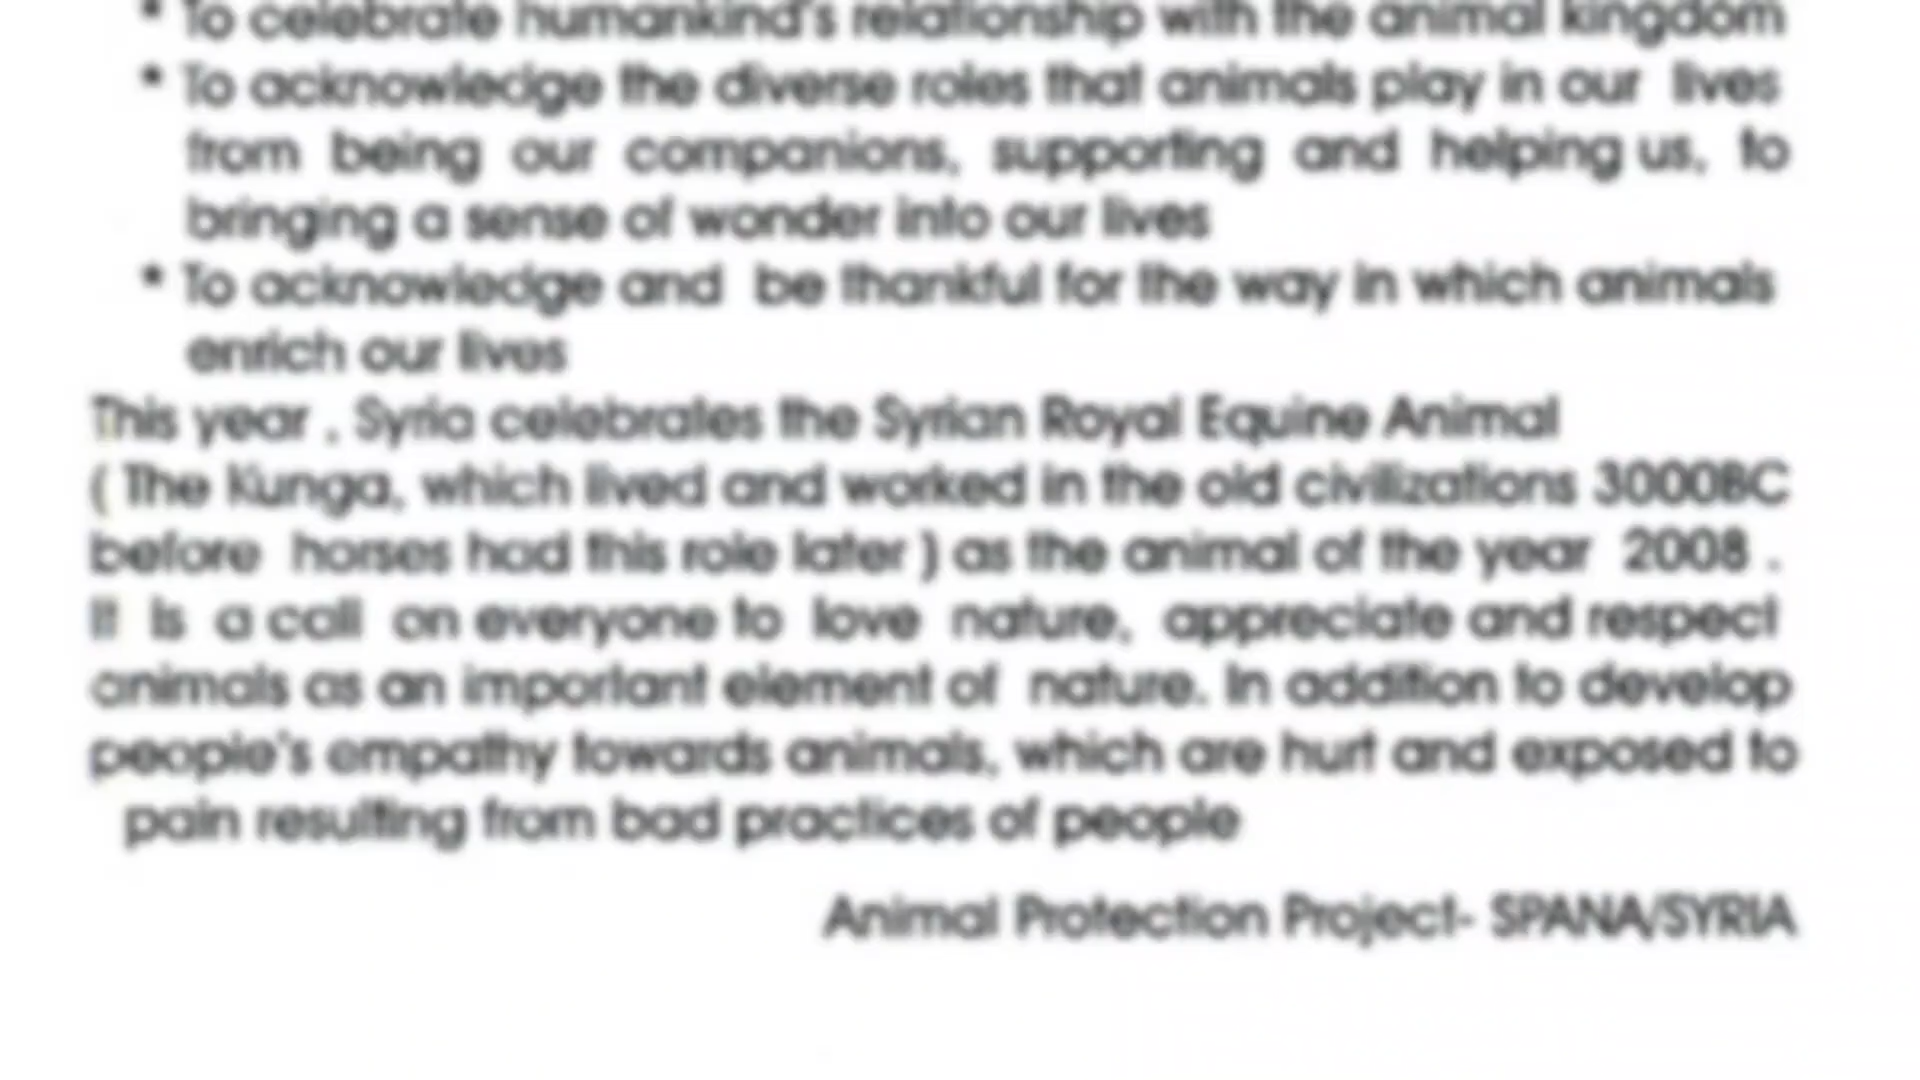 * To celebrate humankind's relationship with the animal kingdom
* To acknowledge the diverse roles that animals play in our lives
from being our companions, supporting and helping us, to
bringing a sense of wonder into our lives
* To acknowledge and be thankful for the way in which animals
enrich our lives
This year , Syria celebrates the Syrian Royal Equine Animal
( The Kunga, which lived and worked in the old civilizations 3000BC
before horses had this role later ) as the animal of the year 2008 .
It is a call on everyone to love nature, appreciate and respect
animals as an important element of nature. In addition to develop
people's empathy towards animals, which are hurt and exposed to
pain resulting from bad practices of people
Animal Protection Project- SPANA/SYRIA